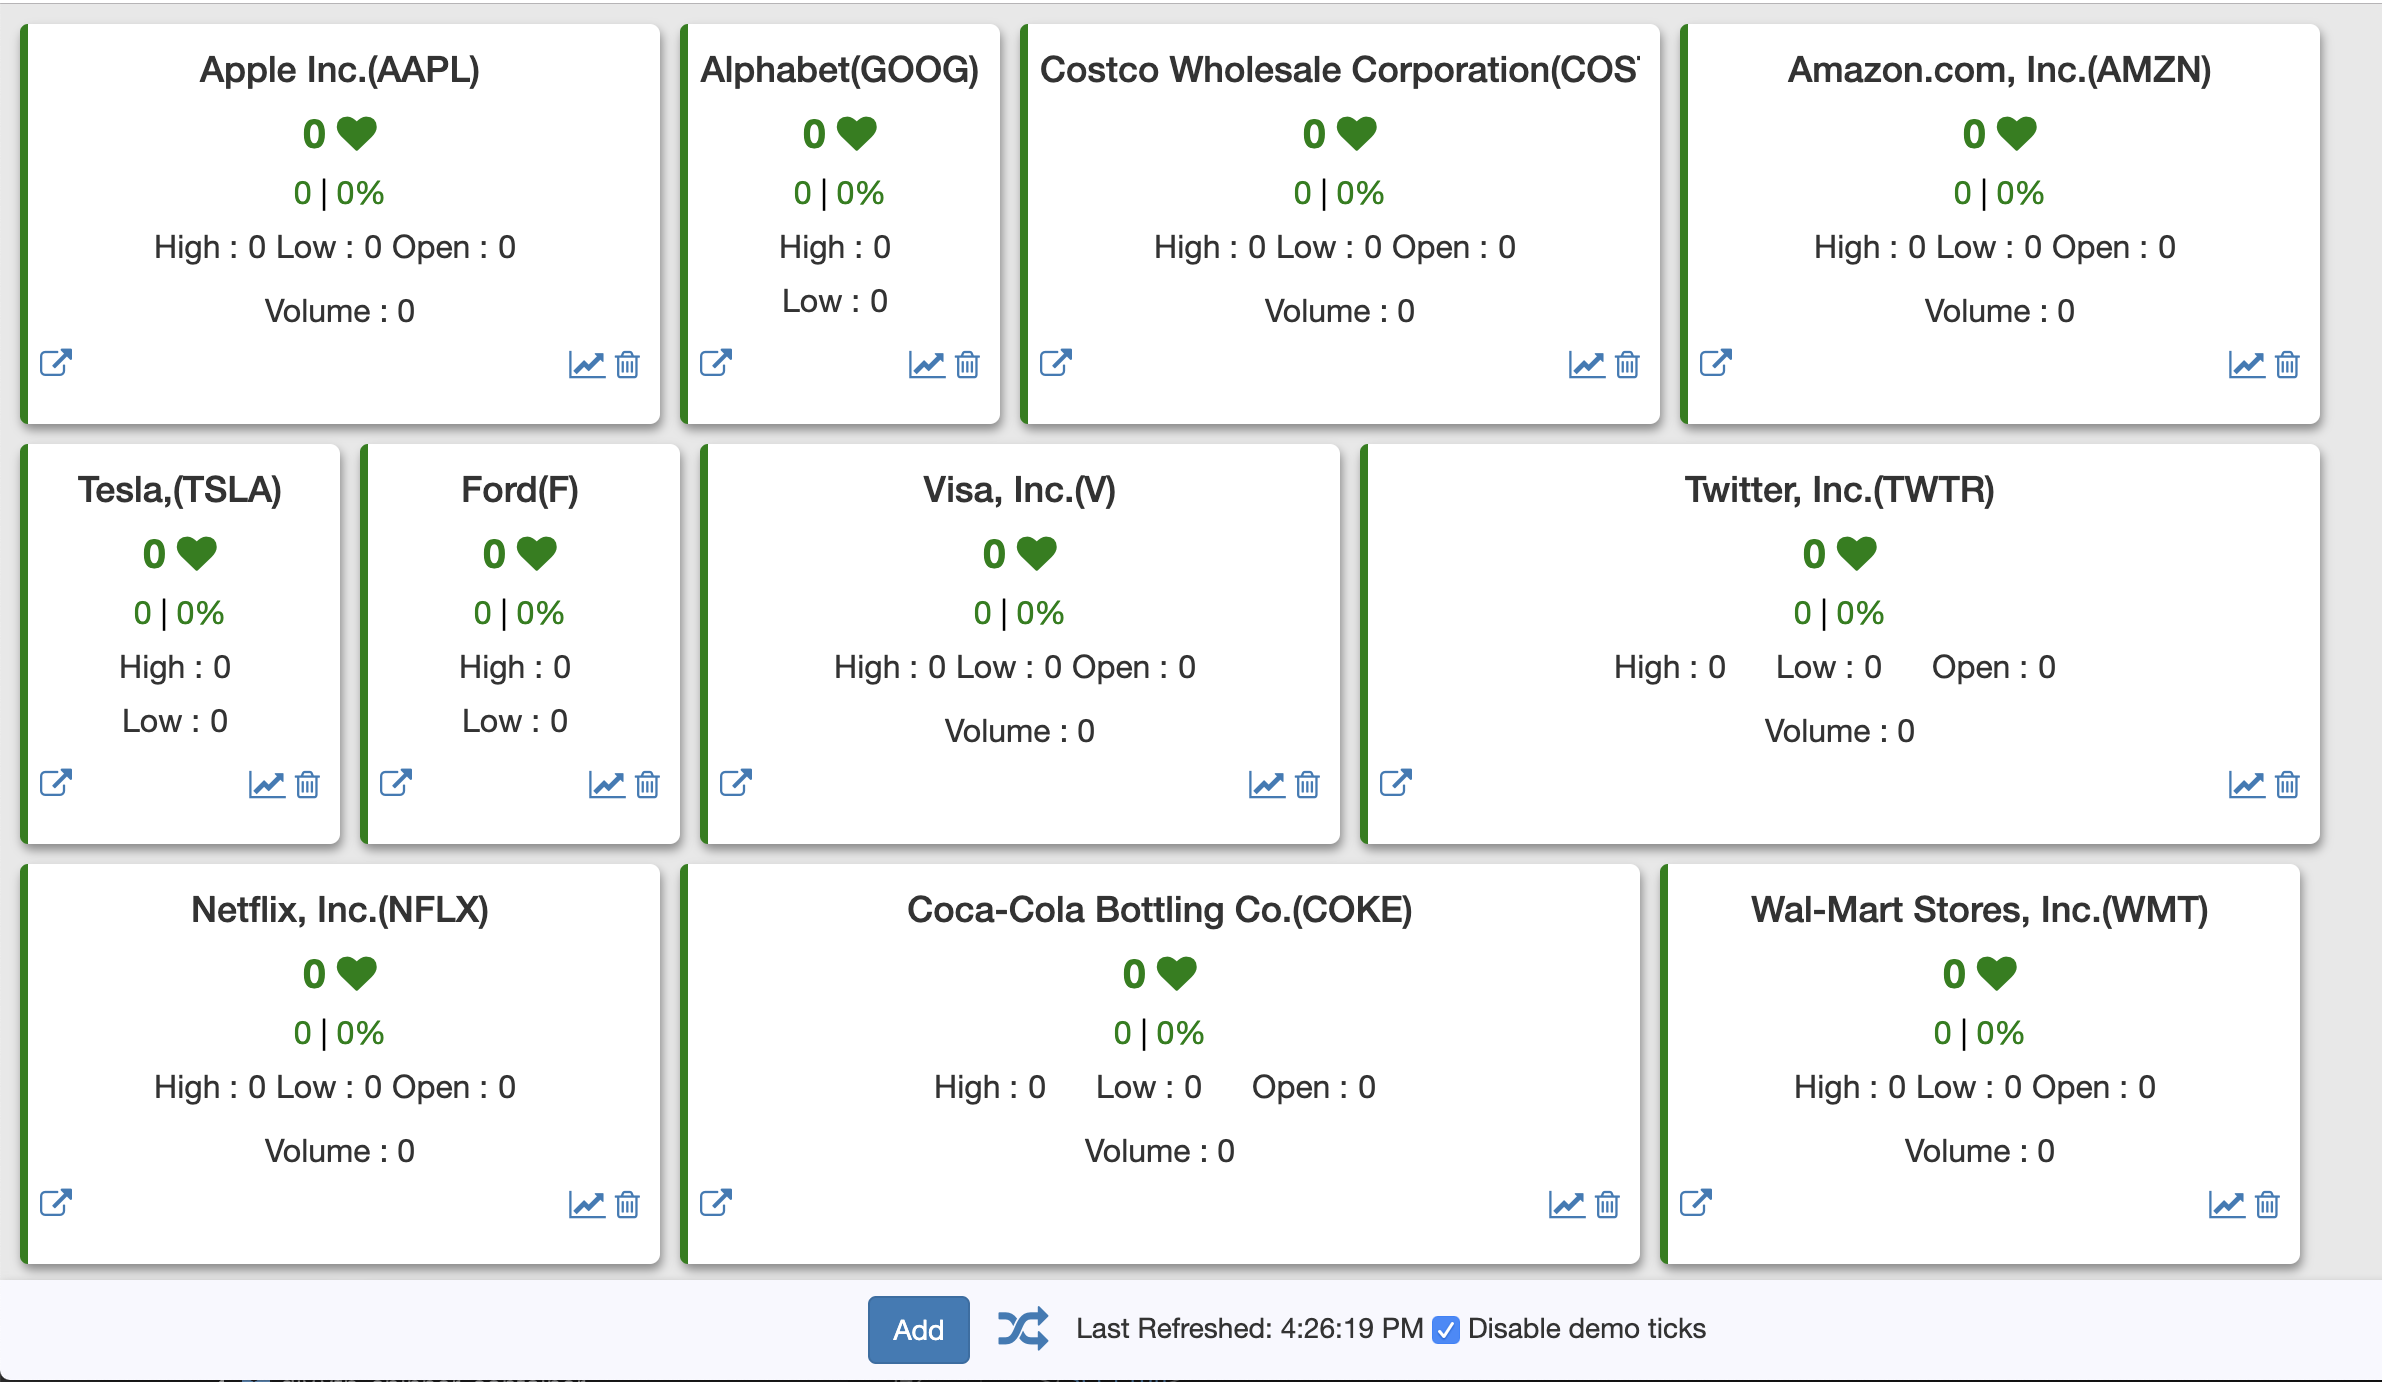 Apple Inc.(AAPL)
0
0 | 0%
High : 0 Low : 0 Open : 0
Volume : 0
Alphabet(GOOG)
0
0 | 0%
High : 0
Low : 0
Costco Wholesale Corporation(COS
0
0 | 0%
High : 0 Low : 0 Open : 0
Volume : 0
Amazon.com, Inc.(AMZN)
0
0 | 0%
High : 0 Low : 0 Open : 0
Volume : 0
Tesla,(TSLA)
0
0 | 0%
High : 0
Low : 0
Ford(F)
0
0 | 0%
High : 0
Low : 0
Visa, Inc.(V)
0
0 | 0%
High : 0 Low : 0 Open : 0
Volume : 0
Twitter, Inc.(TWTR)
0
0 | 0%
High : 0 Low : 0 Open : 0
Volume : 0
Netflix, Inc.(NFLX)
0
0 | 0%
High : 0 Low : 0 Open : 0
Volume : 0
Coca-Cola Bottling Co.(COKE)
0
0 | 0%
High : 0 Low : 0 Open : 0
Volume : 0
Wal-Mart Stores, Inc.(WMT)
0
0 | 0%
High : 0 Low : 0 Open : 0
Volume : 0
Add Last Refreshed: 4:26:19 PM Disable demo ticks